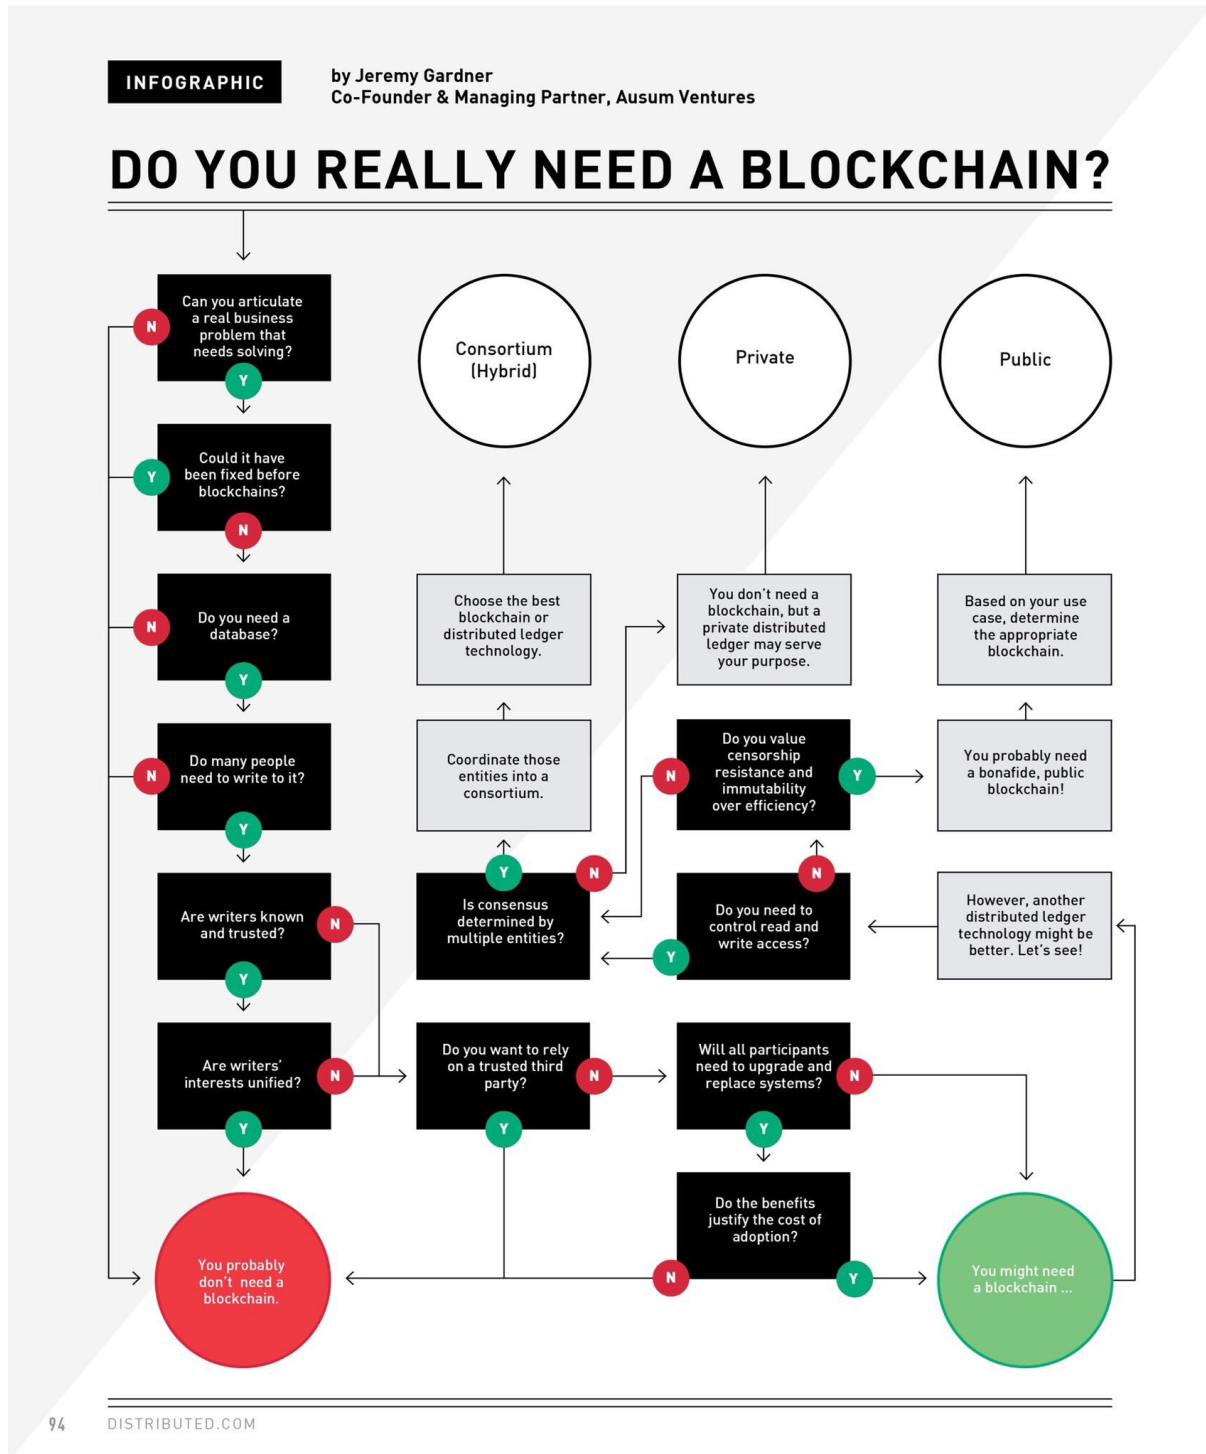 INFOGRAPHIC
by Jeremy Gardner
Co-Founder & Managing Partner, Ausum Ventures
DO YOU REALLY NEED A BLOCKCHAIN?
Can you articulate
a real business
problem that
needs solving?
N
Y
Could it have
been fixed before
blockchains?
Y
N
Do you need a
database?
N
Y
Do many people
need to write to it?
N
Y
Are writers known
and trusted?
N
Y
Are writers'
interests unified?
N
Y
You probably
don't need a
blockchain.
Consortium
(Hybrid)
Choose the best
blockchain or
distributed ledger
technology.
Coordinate those
entities into a
consortium.
Y
N
Is consensus
determined by
multiple entities?
Do you want to rely
on a trusted third
party?
N
Y
Private
You don't need a
blockchain, but a
private distributed
ledger may serve
your purpose.
Do you value
censorship
resistance and
immutability
over efficiency?
N
Y
N
Do you need to
control read and
write access?
Y
Will all participants
need to upgrade and
replace systems?
N
Y
Do the benefits
justify the cost of
adoption?
N
Y
Public
Based on your use
case, determine
the appropriate
blockchain.
You probably need
a bonafide, public
blockchain!
However, another
distributed ledger
technology might be
better. Let's see!
You might need
a blockchain ...
94
DISTRIBUTED.COM